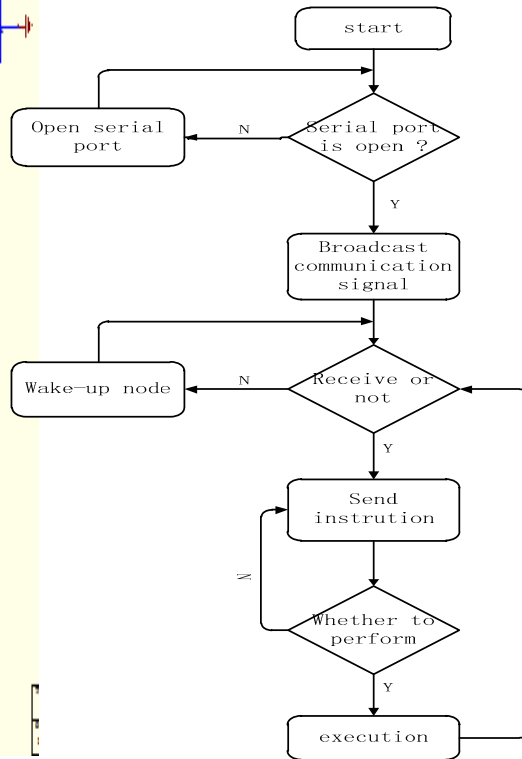 start
Serial port
is open ?
N
Open serial
port
Y
Broadcast
communication
signal
Receive or
not
N
Wake-up node
Y
Send
instrution
N
Whether to
perform
Y
execution